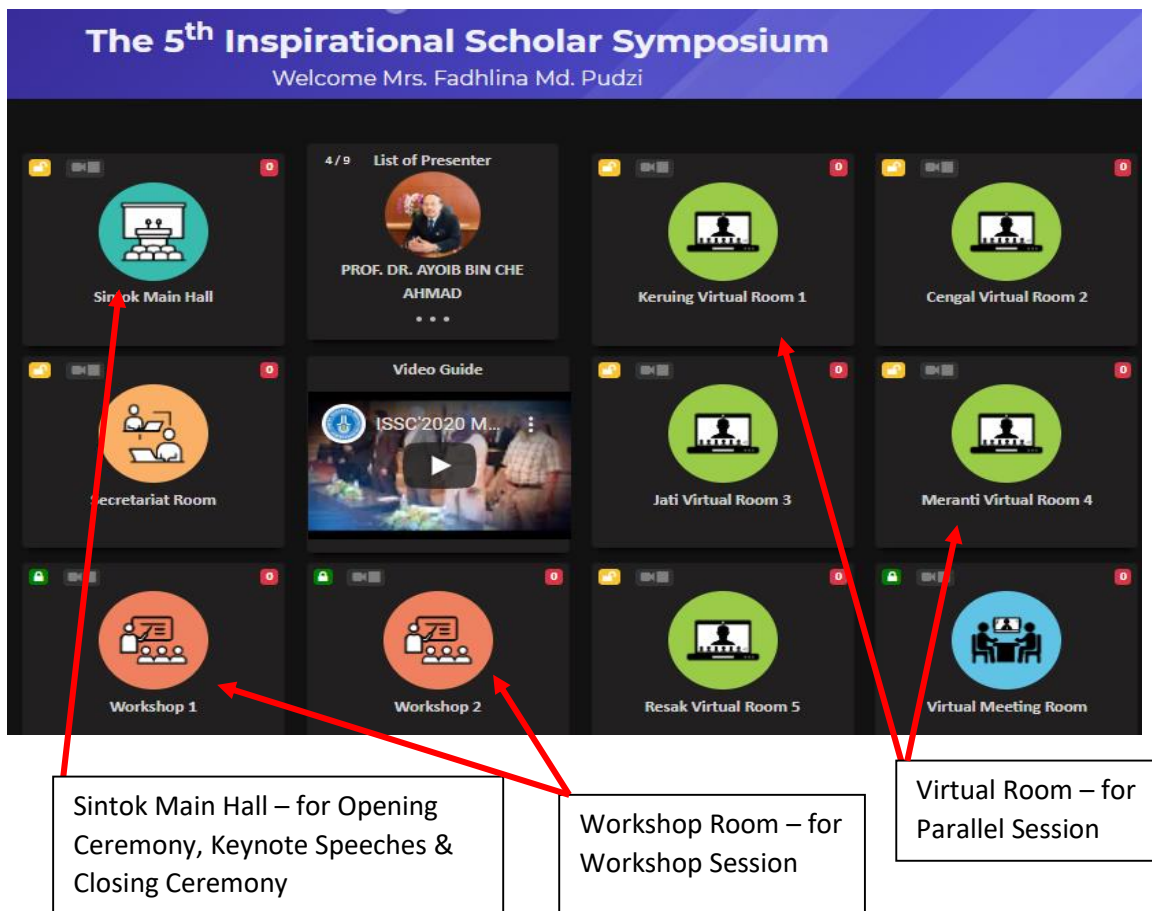 The 5th Inspirational Scholar Symposium
Welcome Mrs. Fadhlina Md. Pudzi
0
Sintok Main Hall
4/9 List of Presenter
PROF. DR. AYOIB BIN CHE
AHMAD
0
Keruing Virtual Room 1
0
Cengal Virtual Room 2
0
Secretariat Room
Video Guide
ISSC'2020 M...
0
Jati Virtual Room 3
0
Meranti Virtual Room 4
0
Workshop 1
0
Workshop 2
0
Resak Virtual Room 5
0
Virtual Meeting Room
Sintok Main Hall – for Opening
Ceremony, Keynote Speeches &
Closing Ceremony
Workshop Room – for
Workshop Session
Virtual Room – for
Parallel Session